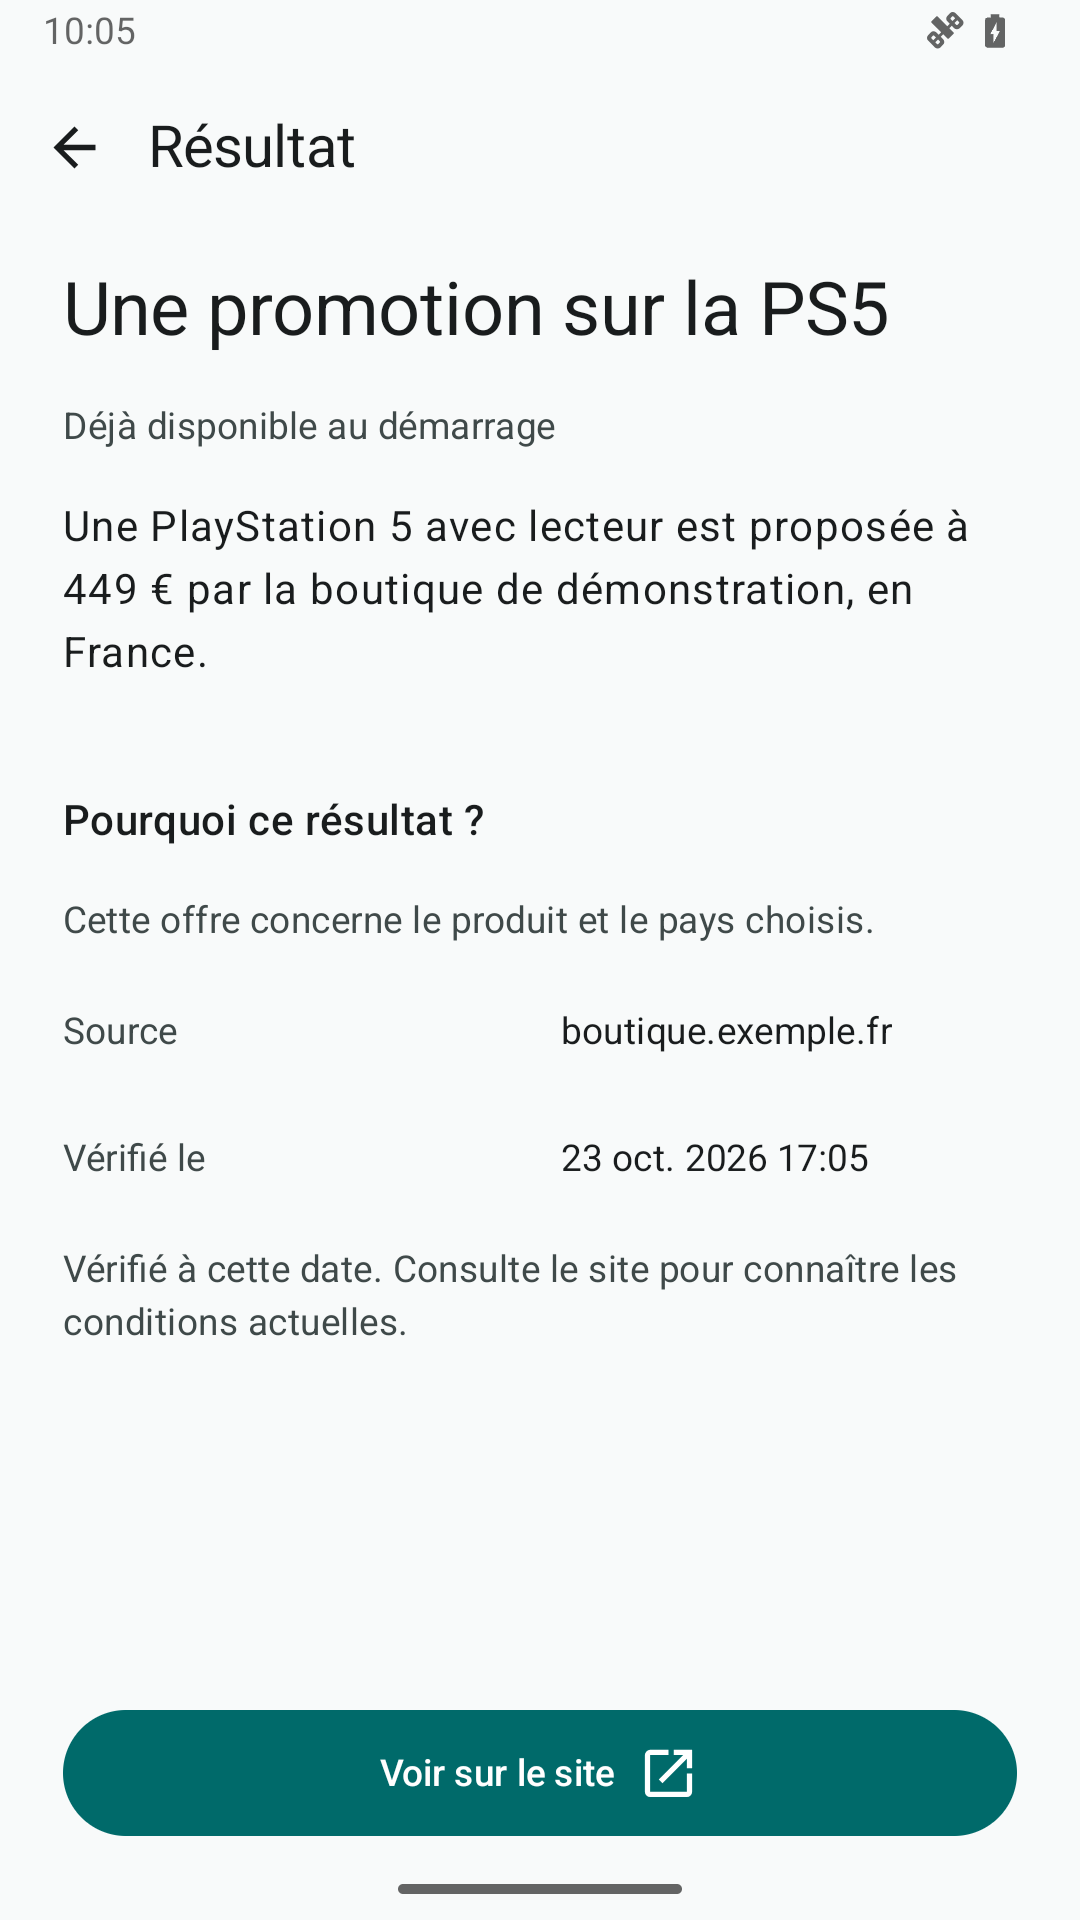 10:05
Résultat
Une promotion sur la PS5
Déjà disponible au démarrage
Une PlayStation 5 avec lecteur est proposée à
449 € par la boutique de démonstration, en
France.
Pourquoi ce résultat ?
Cette offre concerne le produit et le pays choisis.
Source boutique.exemple.fr
Vérifié le 23 oct. 2026 17:05
Vérifié à cette date. Consulte le site pour connaître les
conditions actuelles.
Voir sur le site